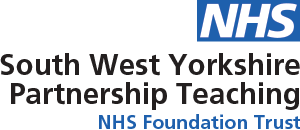 NHS
South West Yorkshire
Partnership Teaching
NHS Foundation Trust